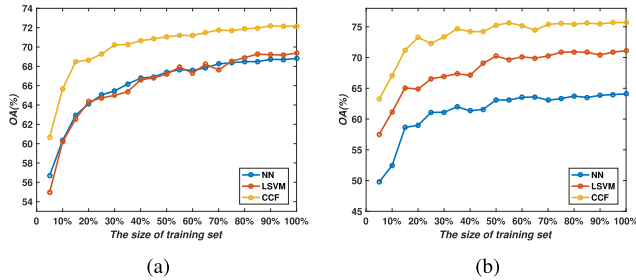 74
72
70
68
66
64
62
60
58
56
54
OA(%)
0 10% 20% 30% 40% 50% 60% 70% 80% 90% 100%
The size of training set
NN
LSVM
CCF
(a)
75
70
65
60
55
50
45
OA(%)
0 10% 20% 30% 40% 50% 60% 70% 80% 90% 100%
The size of training set
NN
LSVM
CCF
(b)